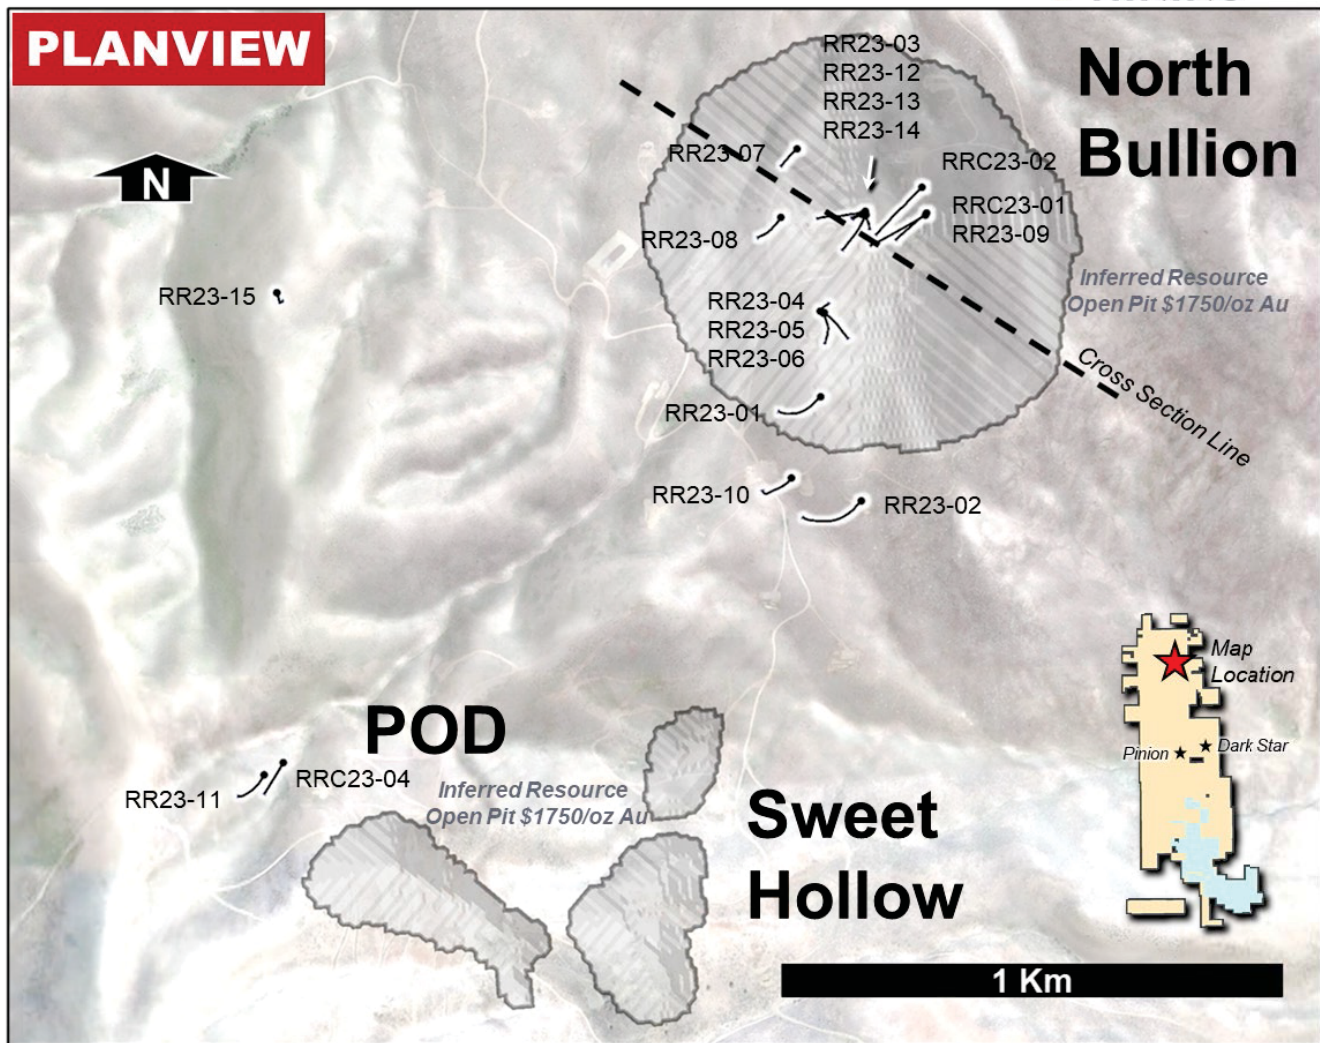 PLANVIEW
N
RR23-03
RR23-12
RR23-13
RR23-14
North
Bullion
RR23-07
RRC23-02
RRC23-01
RR23-09
RR23-08
Inferred Resource
Open Pit $1750/oz Au
RR23-15
RR23-04
RR23-05
RR23-06
Cross Section Line
RR23-01
RR23-10
RR23-02
Map
Location
Pinion
Dark Star
POD
RRC23-04
RR23-11
Inferred Resource
Open Pit $1750/oz Au
Sweet
Hollow
1 Km